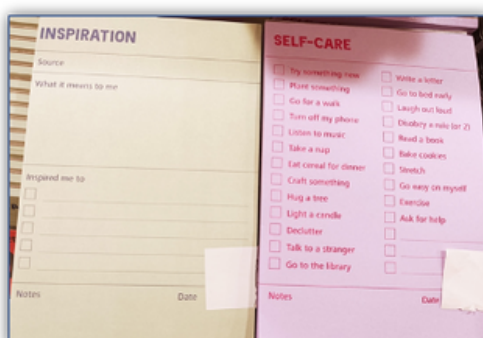 INSPIRATION
Source
What it means to me
Inspired me to
Notes Date
SELF-CARE
Try something new
Plant something
Go for a walk
Turn off my phone
Listen to music
Take a nap
Eat cereal for dinner
Craft something
Hug a tree
Light a candle
Declutter
Talk to a stranger
Go to the library
Write a letter
Go to bed early
Laugh out loud
Disobey a rule (or 2)
Read a book
Bake cookies
Stretch
Go easy on myself
Exercise
Ask for help
Notes Date